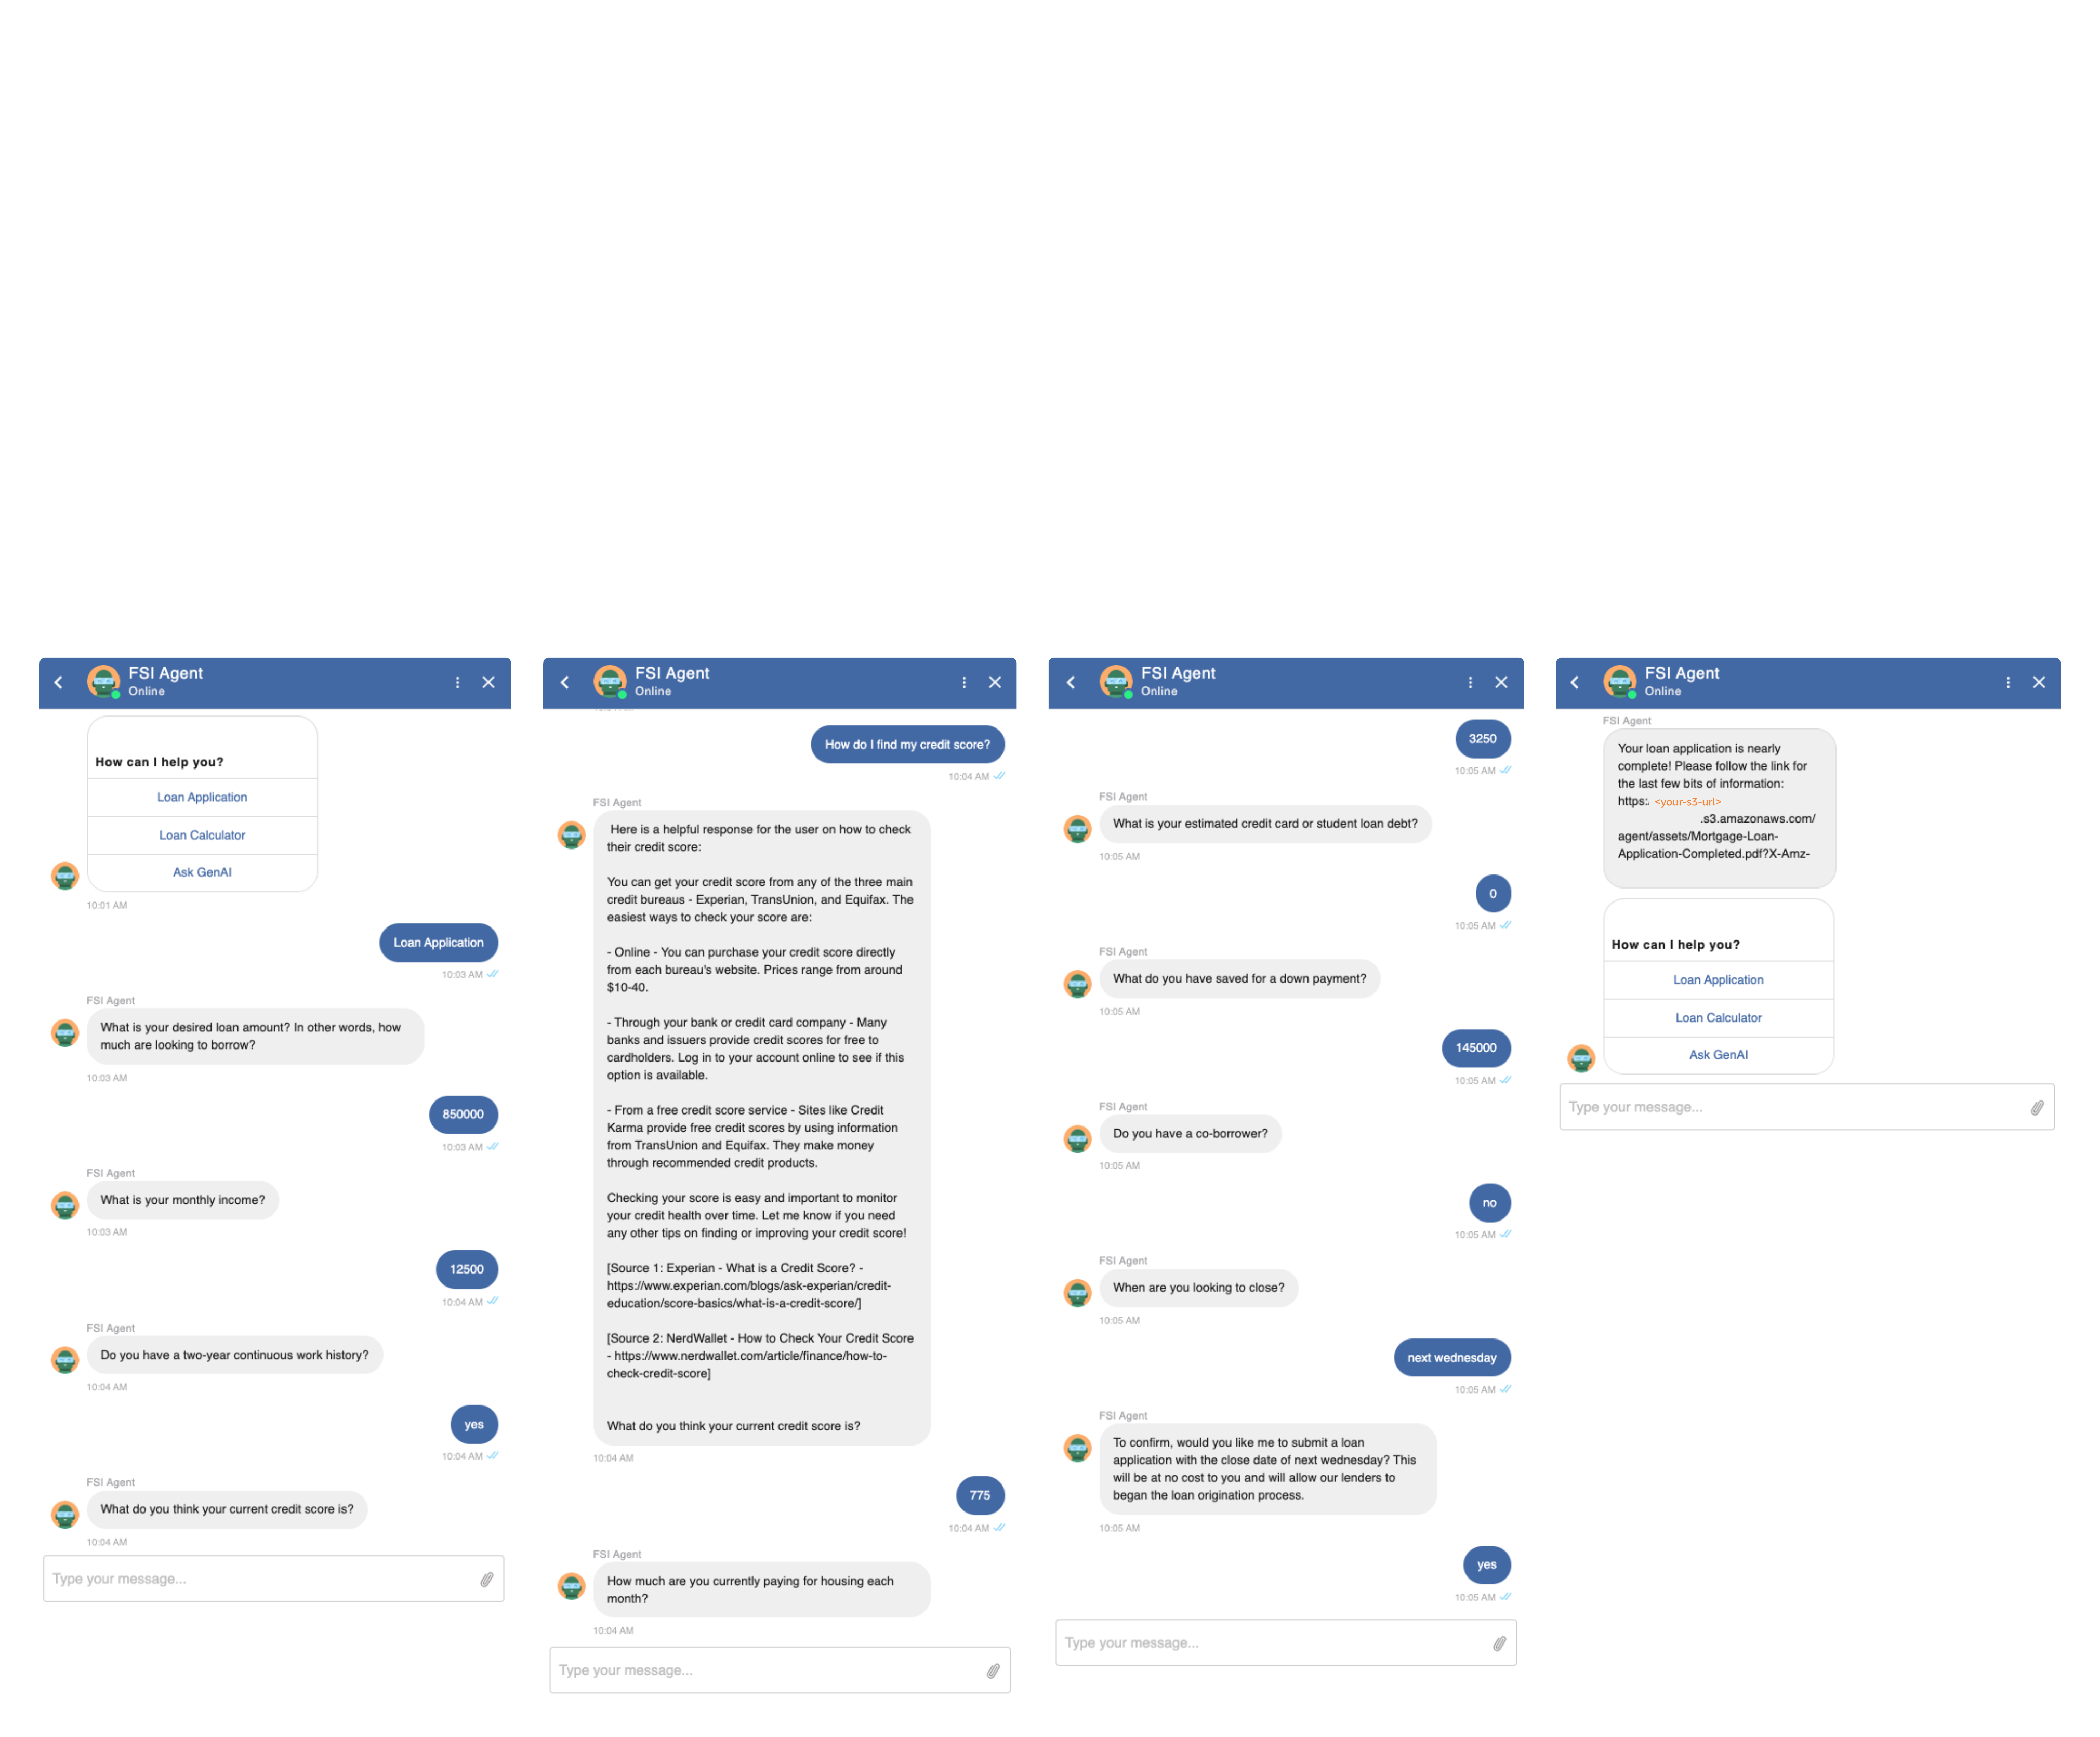 FSI Agent
Online
How can I help you?
Loan Application
Loan Calculator
Ask GenAI
10:01 AM
Loan Application
10:03 AM
FSI Agent
What is your desired loan amount? In other words, how
much are looking to borrow?
10:03 AM
850000
10:03 AM
FSI Agent
What is your monthly income?
10:03 AM
12500
10:04 AM
FSI Agent
Do you have a two-year continuous work history?
10:04 AM
yes
10:04 AM
FSI Agent
What do you think your current credit score is?
10:04 AM
Type your message...
FSI Agent
Online
How do I find my credit score?
10:04 AM
FSI Agent
Here is a helpful response for the user on how to check
their credit score:
You can get your credit score from any of the three main
credit bureaus - Experian, TransUnion, and Equifax. The
easiest ways to check your score are:
- Online - You can purchase your credit score directly
from each bureau's website. Prices range from around
$10-40.
- Through your bank or credit card company - Many
banks and issuers provide credit scores for free to
cardholders. Log in to your account online to see if this
option is available.
- From a free credit score service - Sites like Credit
Karma provide free credit scores by using information
from TransUnion and Equifax. They make money
through recommended credit products.
Checking your score is easy and important to monitor
your credit health over time. Let me know if you need
any other tips on finding or improving your credit score!
[Source 1: Experian - What is a Credit Score? -
https://www.experian.com/blogs/ask-experian/credit-
education/score-basics/what-is-a-credit-score/]
[Source 2: NerdWallet - How to Check Your Credit Score
- https://www.nerdwallet.com/article/finance/how-to-
check-credit-score]
What do you think your current credit score is?
10:04 AM
775
10:04 AM
FSI Agent
How much are you currently paying for housing each
month?
10:04 AM
Type your message...
FSI Agent
Online
3250
10:05 AM
FSI Agent
What is your estimated credit card or student loan debt?
10:05 AM
0
10:05 AM
FSI Agent
What do you have saved for a down payment?
10:05 AM
145000
10:05 AM
FSI Agent
Do you have a co-borrower?
10:05 AM
no
10:05 AM
FSI Agent
When are you looking to close?
10:05 AM
next wednesday
10:05 AM
FSI Agent
To confirm, would you like me to submit a loan
application with the close date of next wednesday? This
will be at no cost to you and will allow our lenders to
began the loan origination process.
10:05 AM
yes
10:05 AM
Type your message...
FSI Agent
Online
FSI Agent
Your loan application is nearly
complete! Please follow the link for
the last few bits of information:
https: <your-s3-url>
.s3.amazonaws.com/
agent/assets/Mortgage-Loan-
Application-Completed.pdf?X-Amz-
How can I help you?
Loan Application
Loan Calculator
Ask GenAI
Type your message...